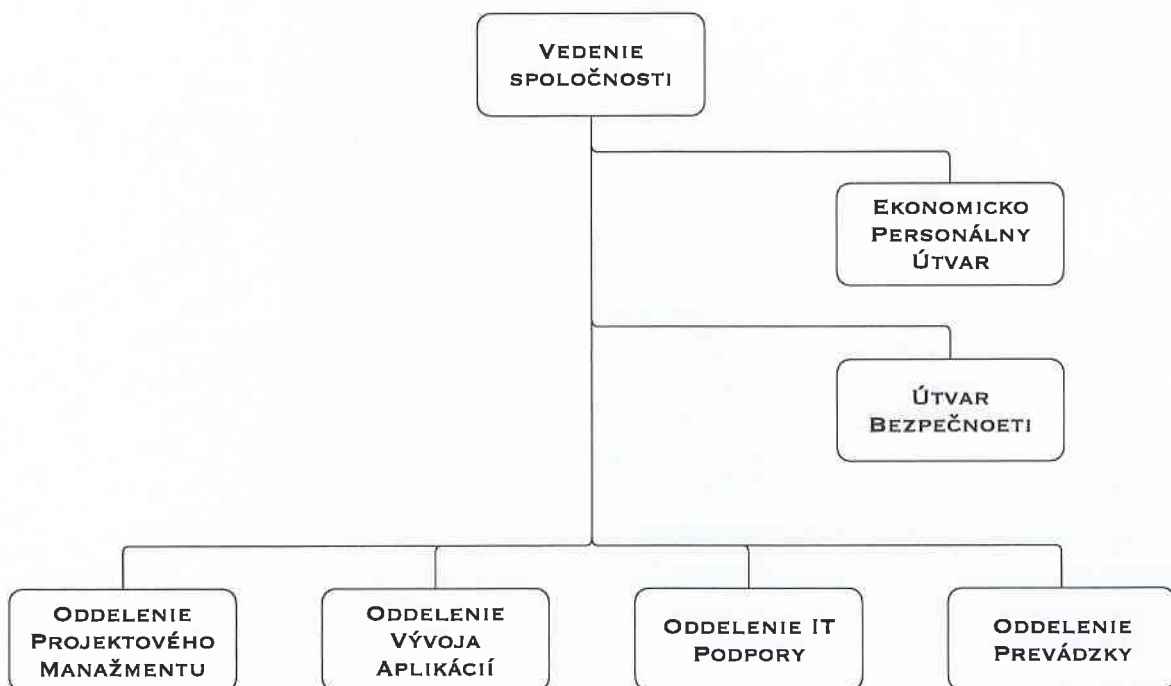 VEDENIE
SPOLOČNOSTI
EKONOMICKO
PERSONÁLNY
ÚTVAR
ÚTVAR
BEZPEČNOETI
ODDELENIE
PROJEKTOVÉHO
MANAŽMENTU
ODDELENIE
VÝVOJA
APLIKÁCIÍ
ODDELENIE IT
PODPORY
ODDELENIE
PREVÁDZKY